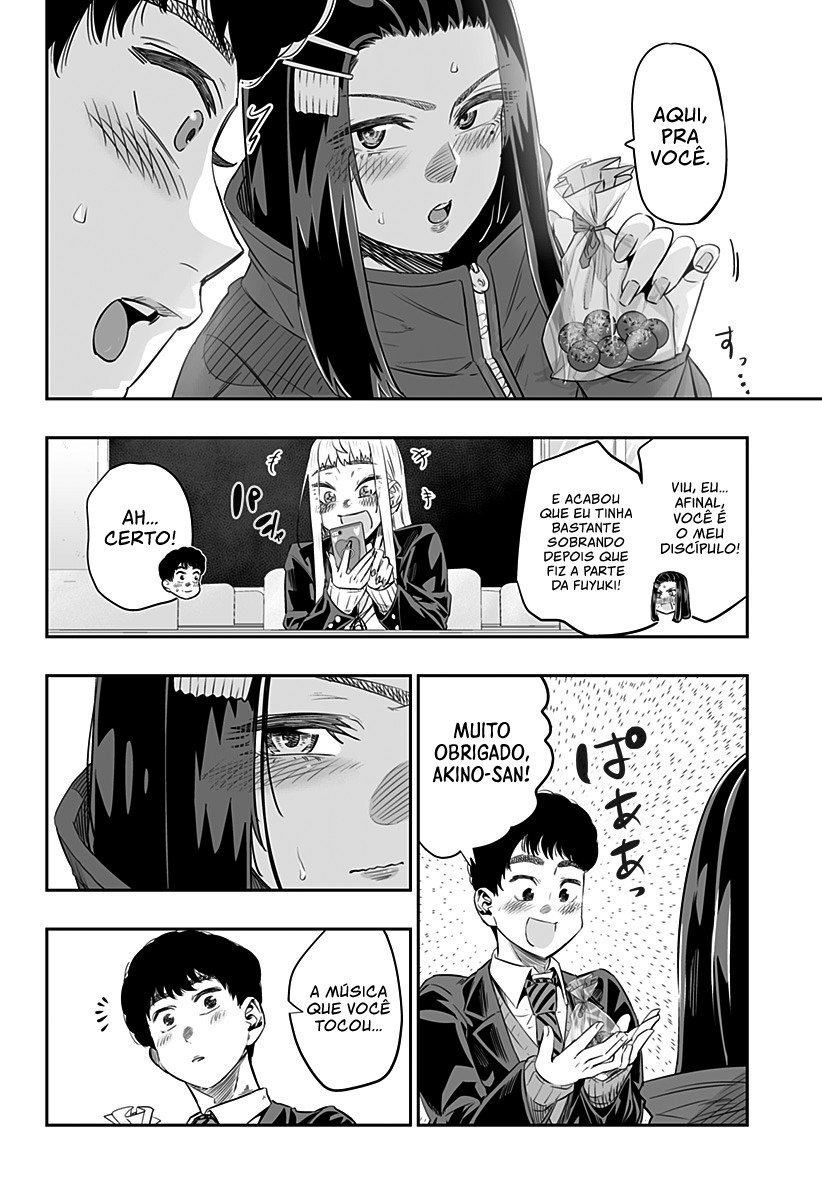 AQUI,
PRA
VOCÊ.
すっ…
VIU, EU...
AFINAL,
VOCÊ É
O MEU
DISCÍPULO!
E ACABOU
QUE EU TINHA
BASTANTE
SOBRANDO
DEPOIS QUE
FIZ A PARTE
DA FUYUKI!
AH...
CERTO!
MUITO
OBRIGADO,
AKINO-SAN!
ぱあぁっ
A MÚSICA
QUE VOCÊ
TOCOU...